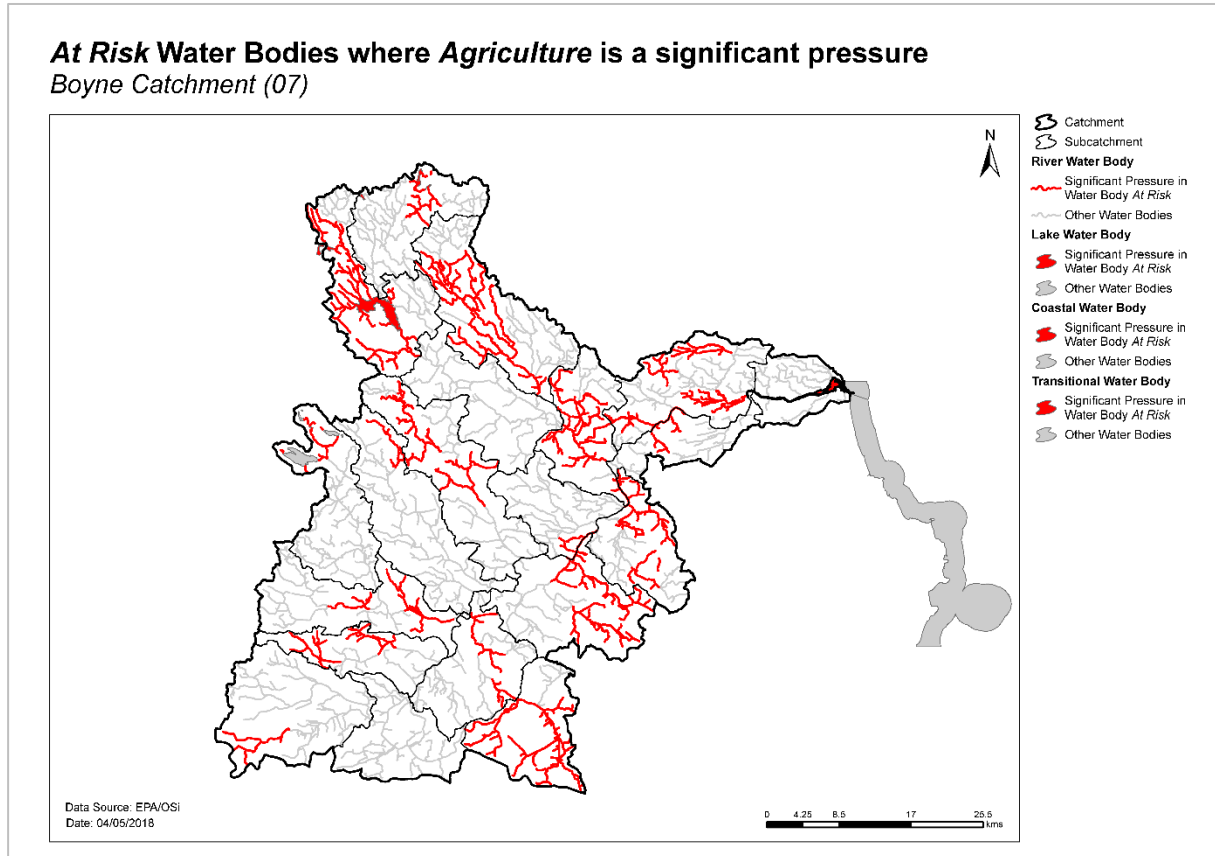 At Risk Water Bodies where Agriculture is a significant pressure
Boyne Catchment (07)
N
Catchment
Subcatchment
River Water Body
Significant Pressure in
Water Body At Risk
Other Water Bodies
Lake Water Body
Significant Pressure in
Water Body At Risk
Other Water Bodies
Coastal Water Body
Significant Pressure in
Water Body At Risk
Other Water Bodies
Transitional Water Body
Significant Pressure in
Water Body At Risk
Other Water Bodies
Data Source: EPA/OSi
Date: 04/05/2018
0 4.25 8.5 17 25.5
kms